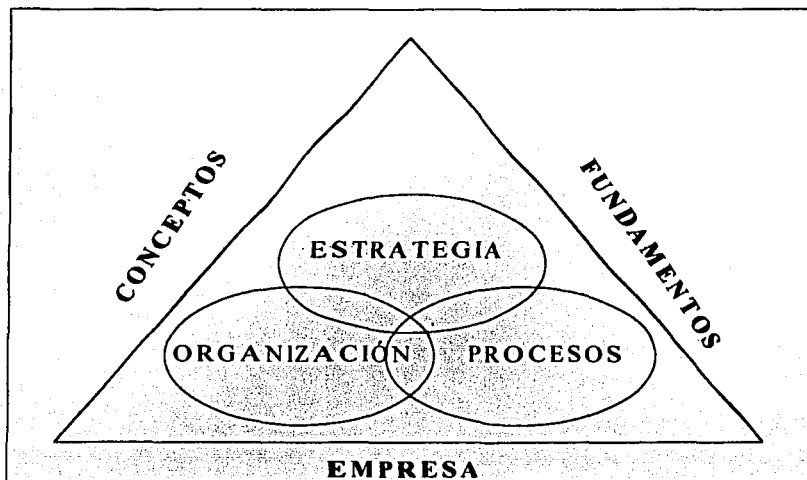 CONCEPTOS
FUNDAMENTOS
ESTRATEGIA
ORGANIZACIÓN
PROCESOS
EMPRESA